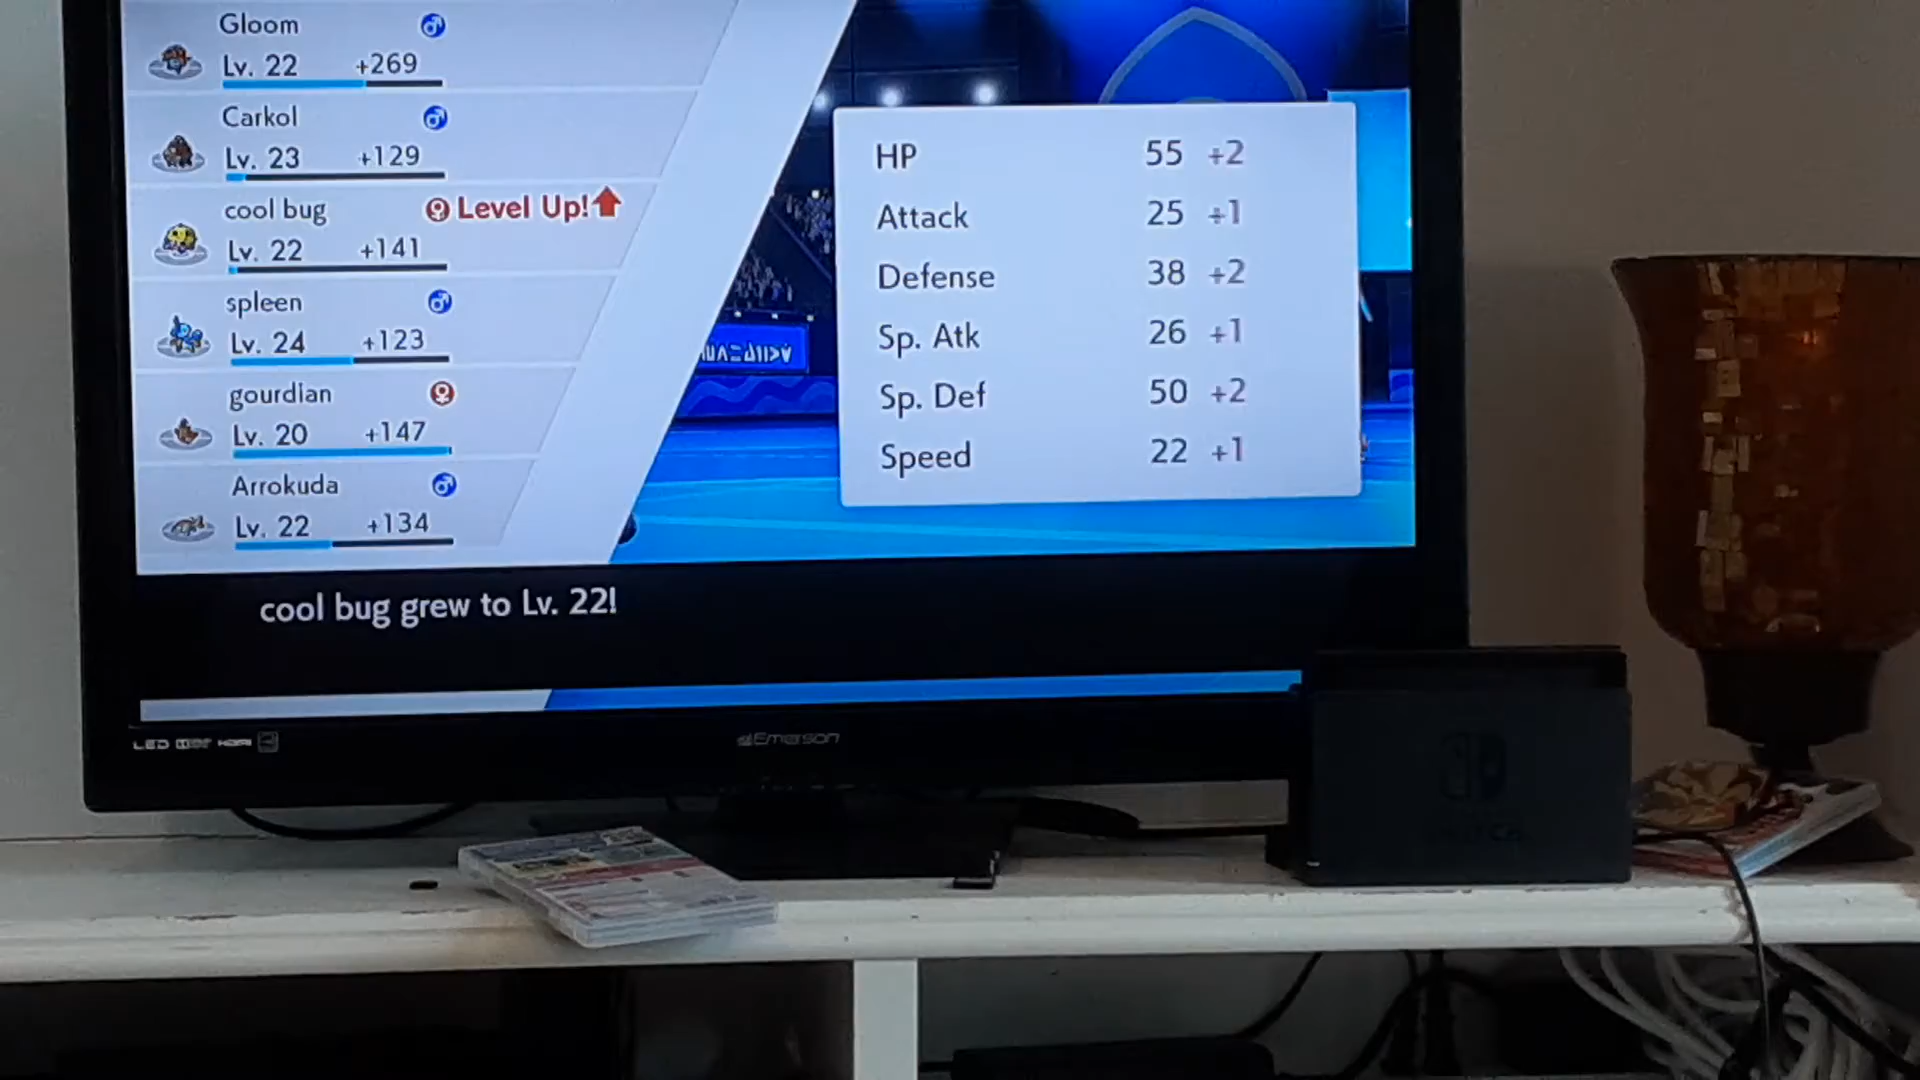 Gloom
Lv. 22 +269
Carkol
Lv. 23 +129
cool bug Level Up!
Lv. 22 +141
spleen
Lv. 24 +123
gourdian
Lv. 20 +147
Arrokuda
Lv. 22 +134
HP 55 +2
Attack 25 +1
Defense 38 +2
Sp. Atk 26 +1
Sp. Def 50 +2
Speed 22 +1
cool bug grew to Lv. 22!
LED HDMI
Emerson